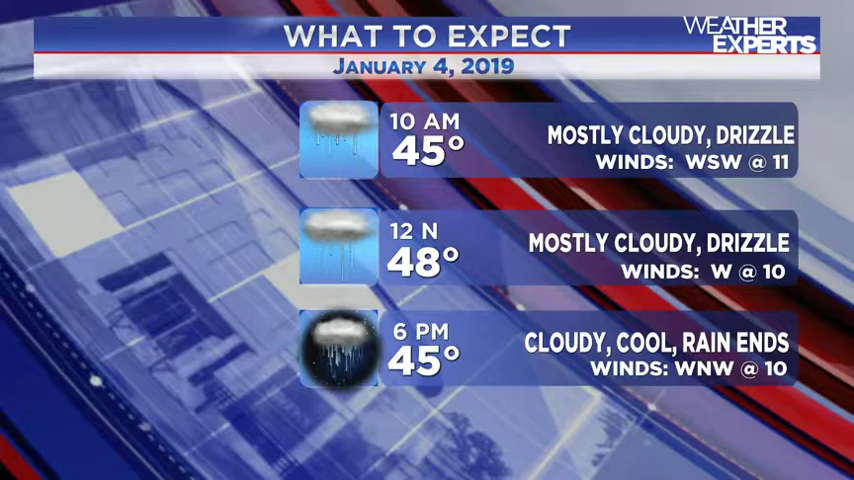 WHAT TO EXPECT
WEATHER
EXPERTS
JANUARY 4, 2019
10 AM
45°
MOSTLY CLOUDY, DRIZZLE
WINDS: WSW @ 11
12 N
48°
MOSTLY CLOUDY, DRIZZLE
WINDS: W @ 10
6 PM
45°
CLOUDY, COOL, RAIN ENDS
WINDS: WNW @ 10